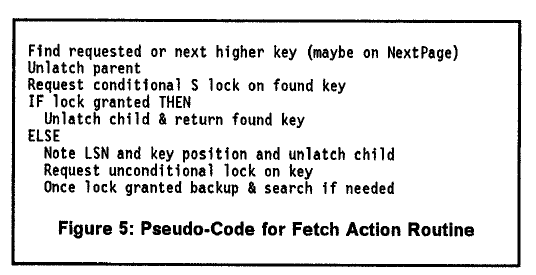 Find requested or next higher key (maybe on NextPage)
Unlatch parent
Request conditional S lock on found key
IF lock granted THEN
Unlatch child & return found key
ELSE
Note LSN and key position and unlatch child
Request unconditional lock on key
Once lock granted backup & search if needed
Figure 5: Pseudo-Code for Fetch Action Routine